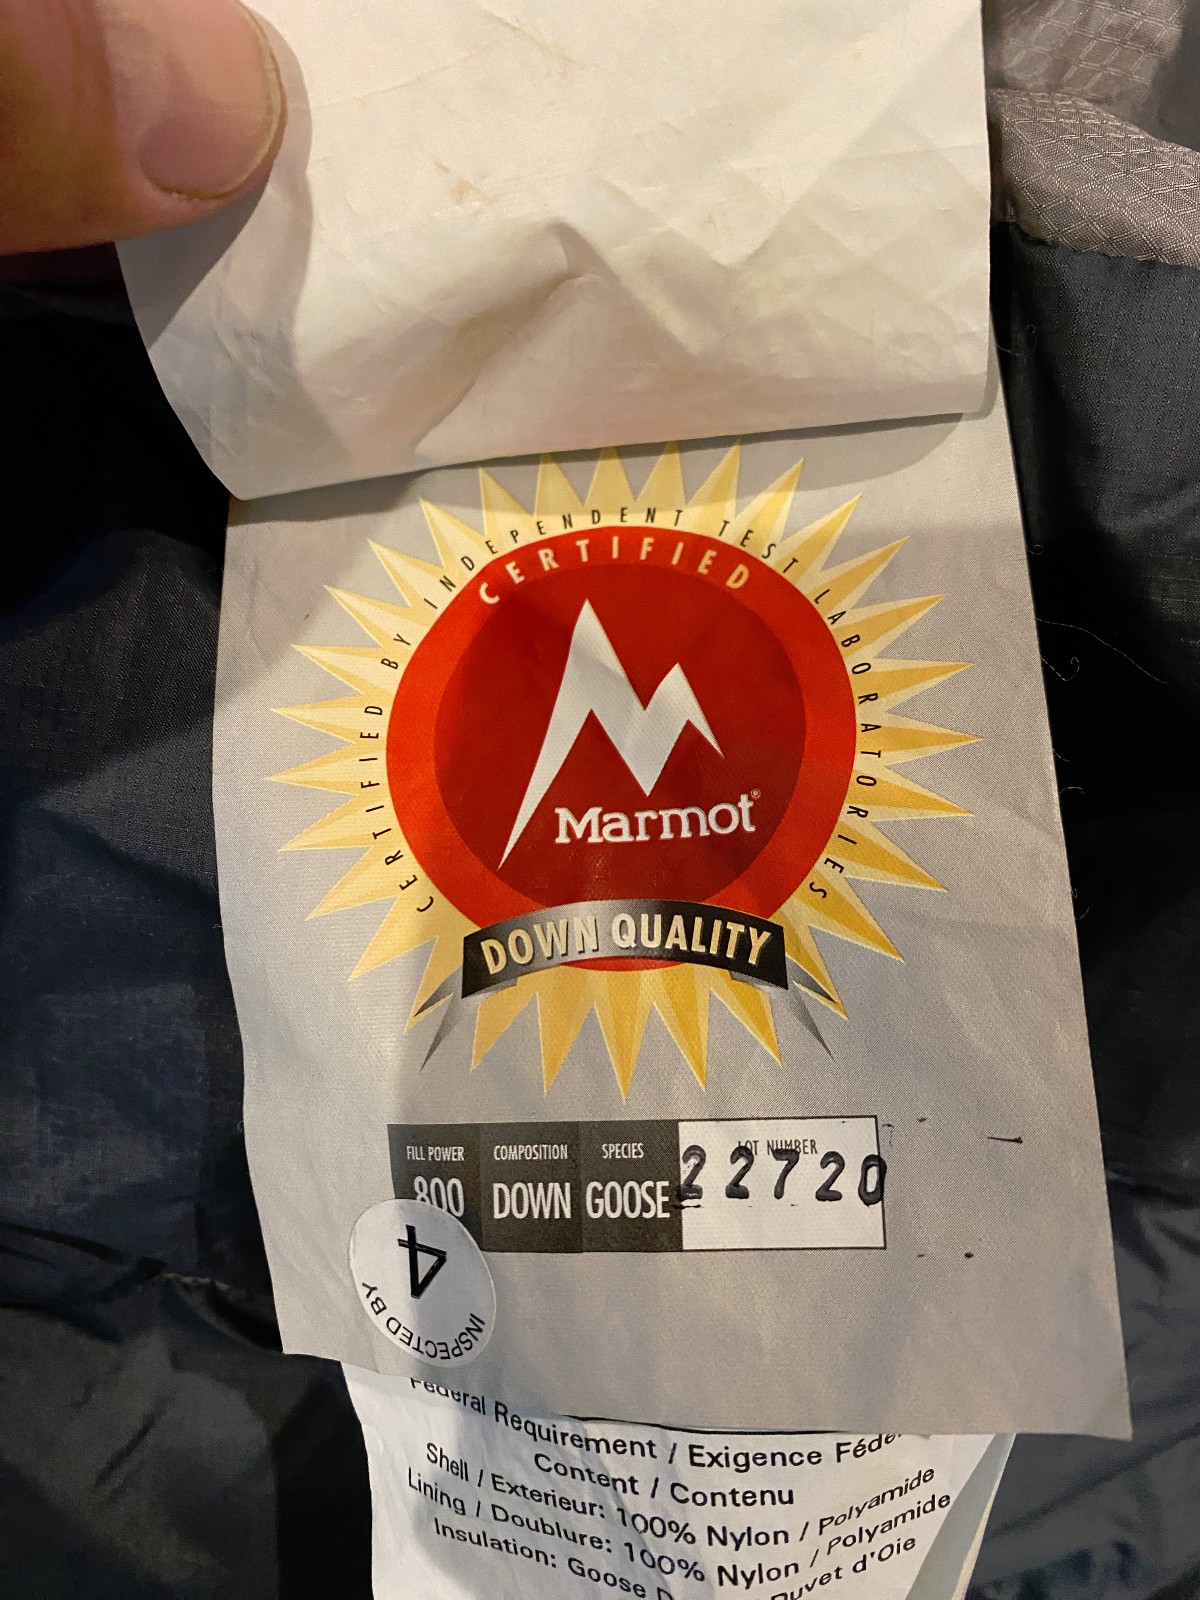 CERTIFIED BY INDEPENDENT TEST LABORATORIES
CERTIFIED
Marmot®
DOWN QUALITY
FILL POWER COMPOSITION SPECIES LOT NUMBER
800 DOWN GOOSE 22720
4
INSPECTED BY
Federal Requirement / Exigence
Content / Contenu
Shell / Exterieur: 100% Nylon / Polyamide
Lining / Doublure: 100% Nylon / Polyamide
Insulation: Goose Duvet d'Oie